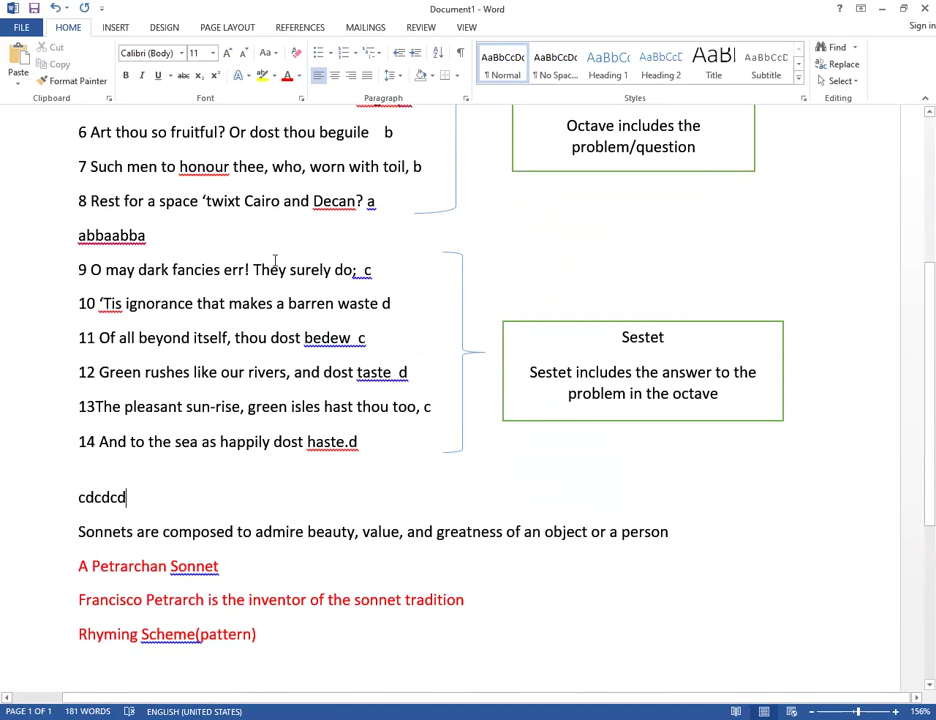 Document1 - Word
? 
FILE HOME INSERT DESIGN PAGE LAYOUT REFERENCES MAILINGS REVIEW VIEW Sign in
Paste
Cut
Copy
Format Painter
Clipboard
Calibri (Body) 11
Font
Paragraph
AaBbCcDc AaBbCcDc AaBbCc AaBbCc AaBl AaBbCcD
¶ Normal ¶ No Spac... Heading 1 Heading 2 Title Subtitle
Styles
Find
Replace
Select
Editing
6 Art thou so fruitful? Or dost thou beguile b
7 Such men to honour thee, who, worn with toil, b
8 Rest for a space ‘twixt Cairo and Decan? a
abbaabba
Octave includes the
problem/question
9 O may dark fancies err! They surely do; c
10 ‘Tis ignorance that makes a barren waste d
11 Of all beyond itself, thou dost bedew c
12 Green rushes like our rivers, and dost taste d
13The pleasant sun-rise, green isles hast thou too, c
14 And to the sea as happily dost haste.d
Sestet
Sestet includes the answer to the
problem in the octave
cdcdcd
Sonnets are composed to admire beauty, value, and greatness of an object or a person
A Petrarchan Sonnet
Francisco Petrarch is the inventor of the sonnet tradition
Rhyming Scheme(pattern)
PAGE 1 OF 1 181 WORDS ENGLISH (UNITED STATES) 156%